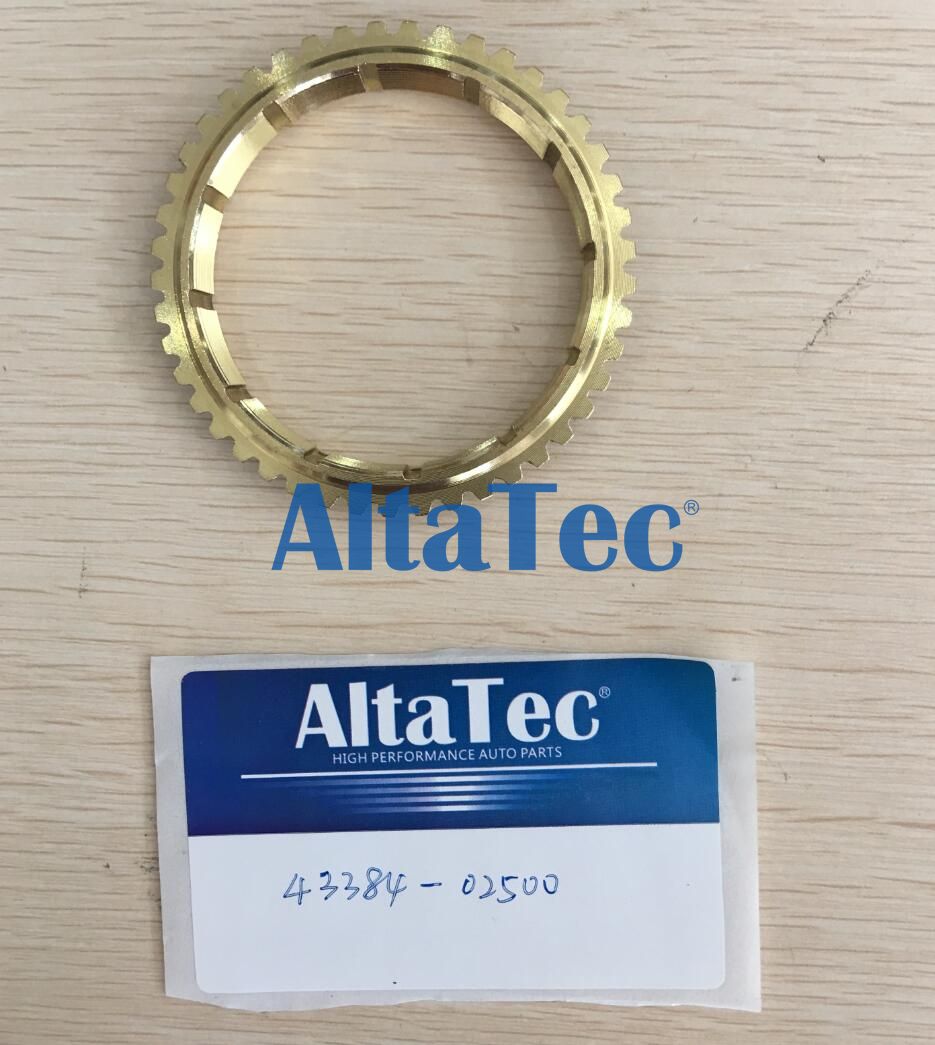 AltaTec®
AltaTec®
HIGH PERFORMANCE AUTO PARTS
43384-02500